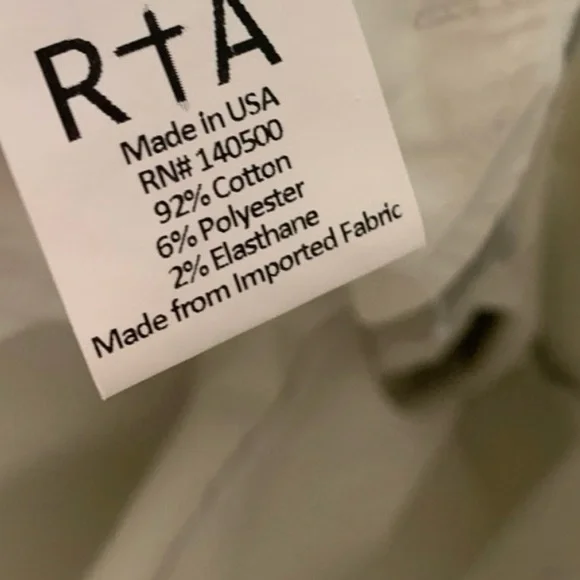 R†A
Made in USA
RN# 140500
92% Cotton
6% Polyester
2% Elasthane
Made from Imported Fabric